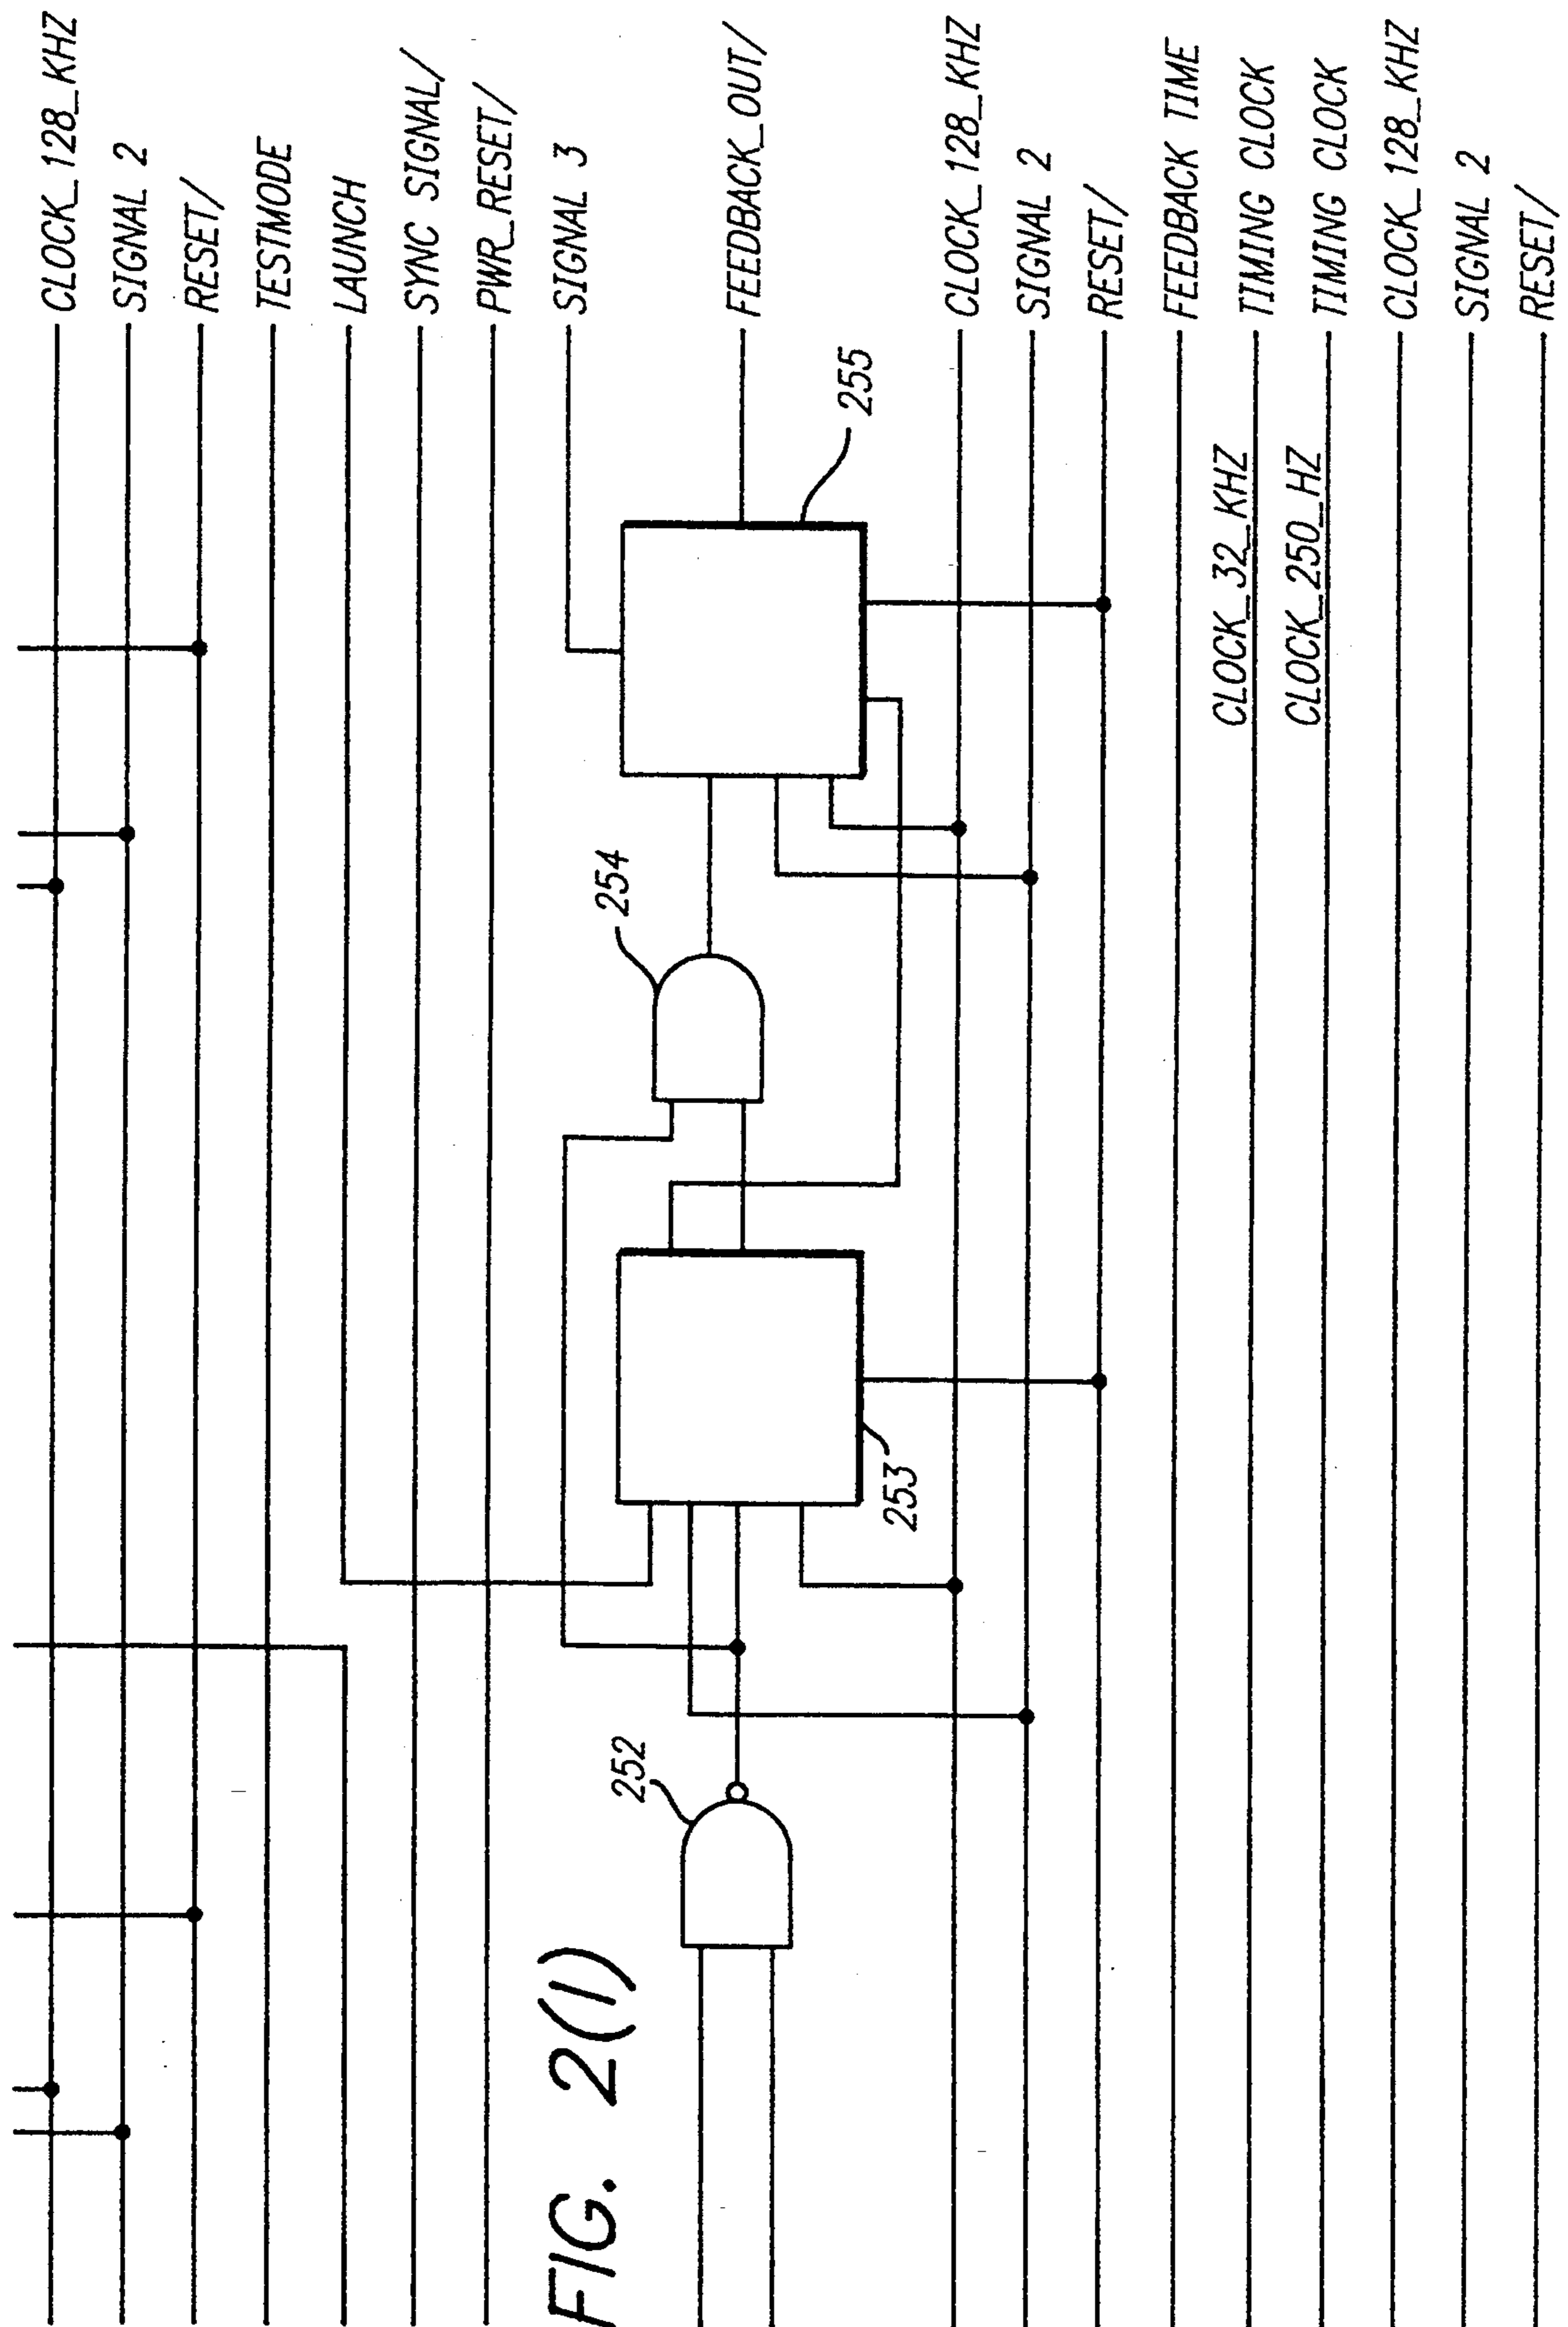 CLOCK_128_KHZ
SIGNAL 2
RESET/
TESTMODE
LAUNCH
SYNC SIGNAL/
PWR_RESET/
SIGNAL 3
FEEDBACK_OUT/
CLOCK_128_KHZ
SIGNAL 2
RESET/
FEEDBACK TIME
CLOCK_32_KHZ TIMING CLOCK
CLOCK_250_HZ TIMING CLOCK
CLOCK_128_KHZ
SIGNAL 2
RESET/
252
253
254
255
FIG. 2(1)